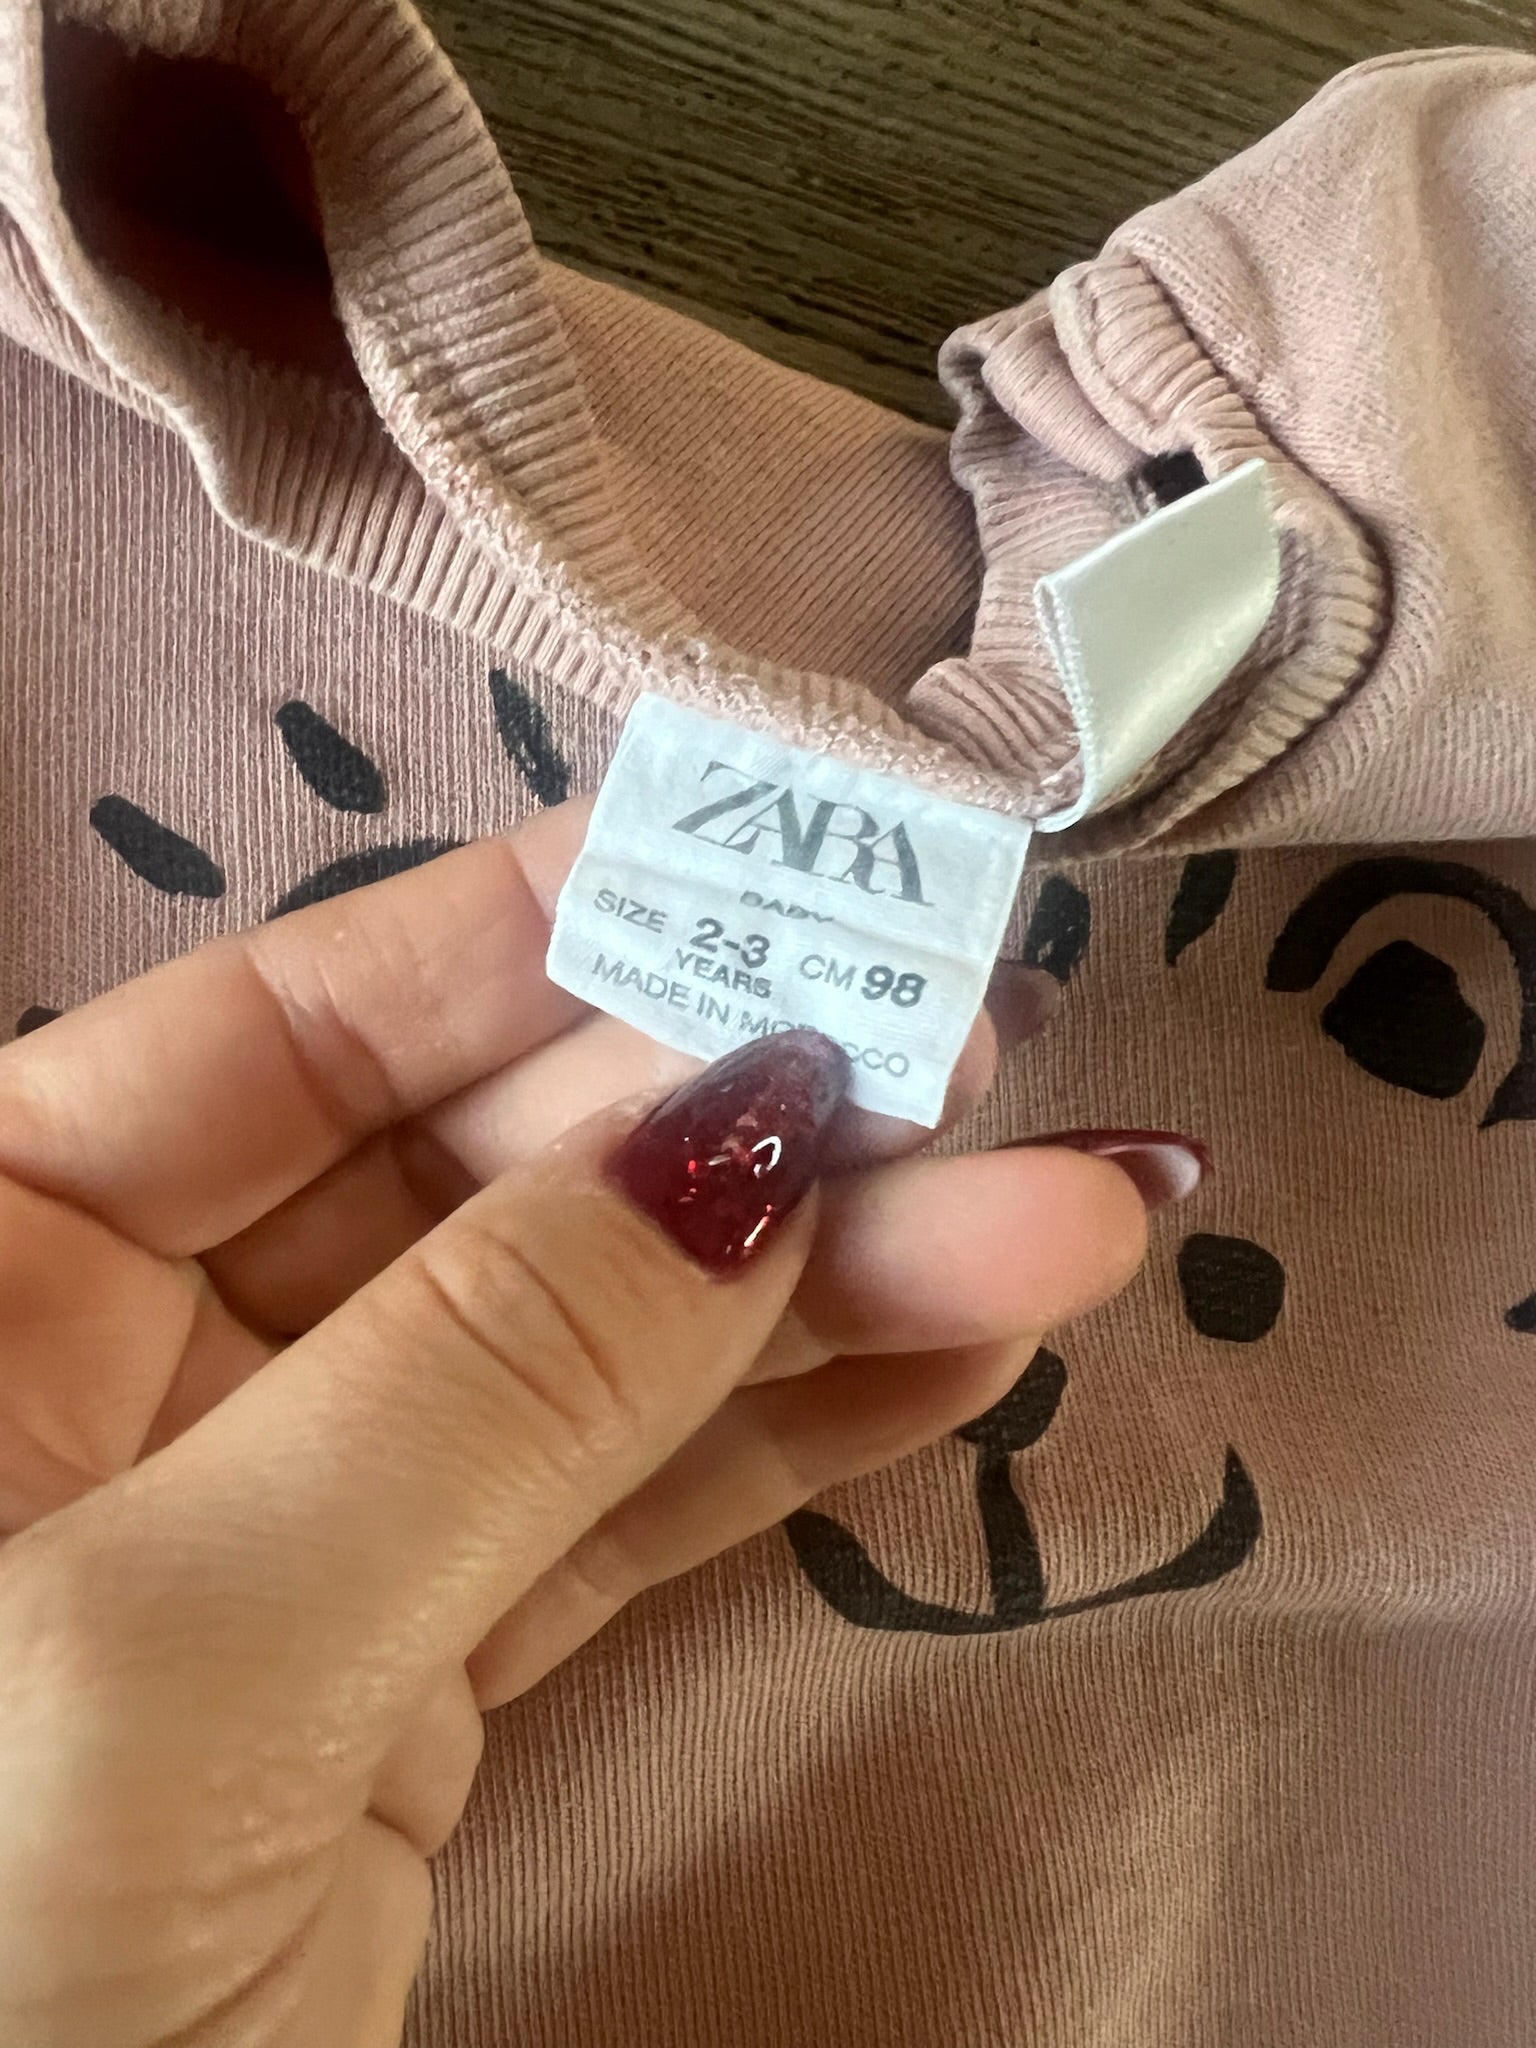 ZARA
BABY
SIZE 2-3 CM 98
YEARS
MADE IN